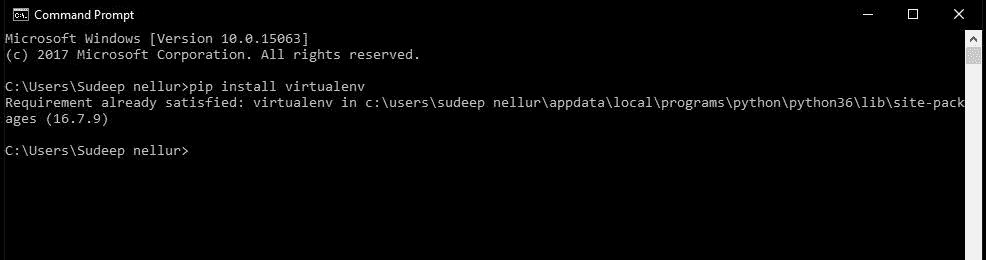 Command Prompt
Microsoft Windows [Version 10.0.15063]
(c) 2017 Microsoft Corporation. All rights reserved.
C:\Users\Sudeep nellur>pip install virtualenv
Requirement already satisfied: virtualenv in c:\users\sudeep nellur\appdata\local\programs\python\python36\lib\site-pack
ages (16.7.9)
C:\Users\Sudeep nellur>